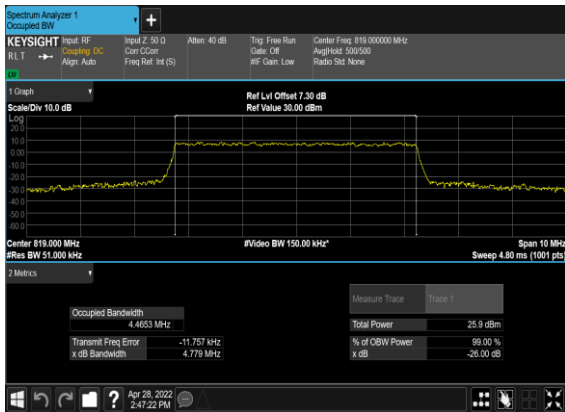 Spectrum Analyzer 1
Occupied BW
KEYSIGHT Input: RF Input Z: 50 Ω Atten: 40 dB Trig: Free Run Center Freq: 819.000000 MHz
RLT Coupling: DC Corr CCorr Gate: Off Avg|Hold: 500/500
Align: Auto Freq Ref: Int (S) #IF Gain: Low Radio Std: None
1 Graph
Ref Lvl Offset 7.30 dB
Scale/Div 10.0 dB Ref Value 30.00 dBm
Log
20.0
10.0
0.00
-10.0
-20.0
-30.0
-40.0
-50.0
-60.0
Center 819.000 MHz #Video BW 150.00 kHz* Span 10 MHz
#Res BW 51.000 kHz Sweep 4.80 ms (1001 pts)
2 Metrics
Measure Trace Trace 1
Occupied Bandwidth
4.4653 MHz Total Power 25.9 dBm
Transmit Freq Error -11.757 kHz % of OBW Power 99.00 %
x dB Bandwidth 4.779 MHz x dB -26.00 dB
? Apr 28, 2022
2:47:22 PM